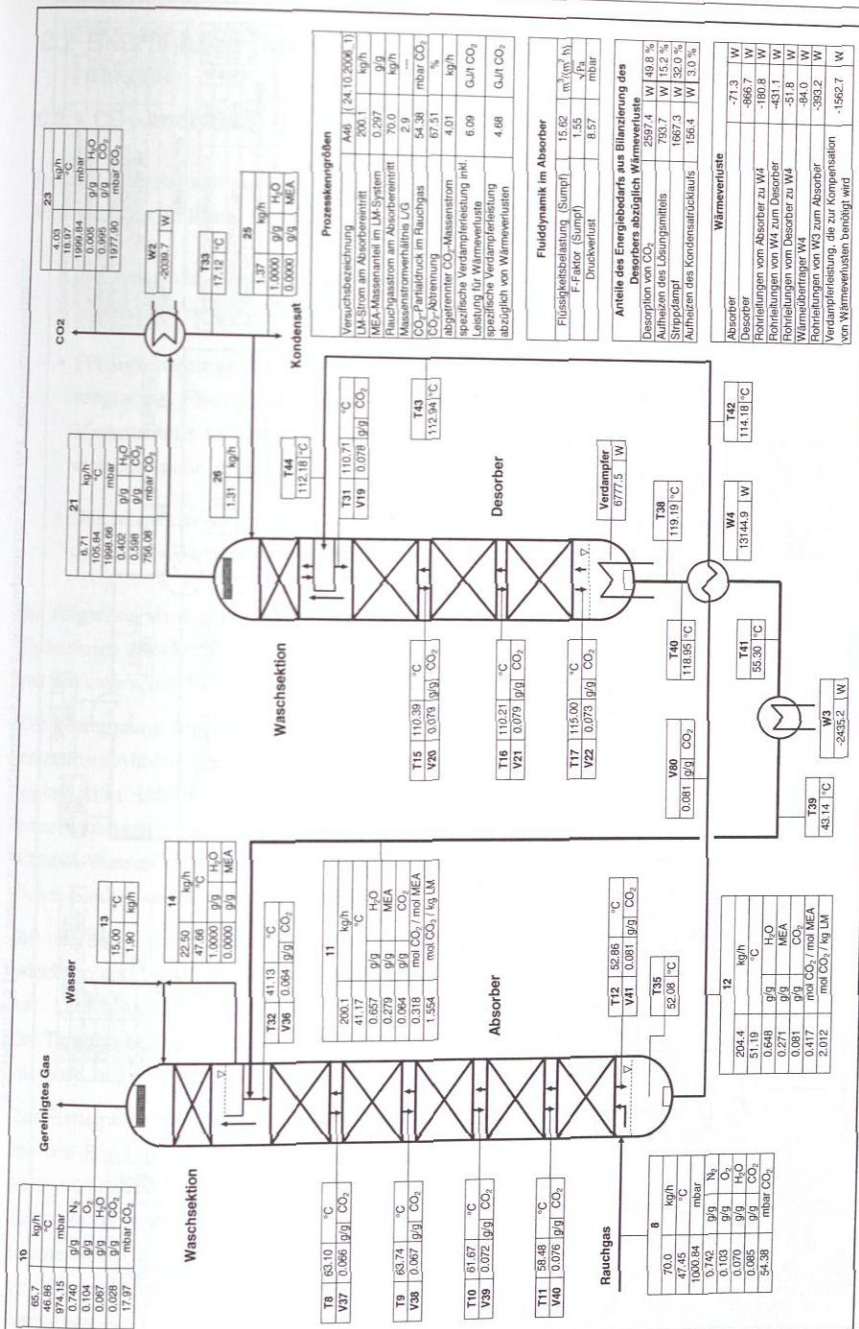 Gereinigtes Gas
10
65.7 kg/h
46.86 °C
974.15 mbar
0.740 g/g N2
0.104 g/g O2
0.067 g/g H2O
0.028 g/g CO2
17.97 mbar CO2
Waschsektion
Wasser
13
15.00 °C
1.90 kg/h
14
22.50 kg/h
47.66 °C
1.0000 g/g H2O
0.0000 g/g MEA
T32 41.13 °C
V36 0.064 g/g CO2
11
200.1 kg/h
41.17 °C
0.657 g/g H2O
0.279 g/g MEA
0.064 g/g CO2
0.318 mol CO2 / mol MEA
1.554 mol CO2 / kg LM
Absorber
T8 63.10 °C
V37 0.066 g/g CO2
T9 63.74 °C
V38 0.067 g/g CO2
T10 61.67 °C
V39 0.072 g/g CO2
T11 58.48 °C
V40 0.076 g/g CO2
T12 52.86 °C
V41 0.081 g/g CO2
T35
52.08 °C
Rauchgas
8
70.0 kg/h
47.45 °C
1000.84 mbar
0.742 g/g N2
0.103 g/g O2
0.070 g/g H2O
0.085 g/g CO2
54.38 mbar CO2
12
204.4 kg/h
51.19 °C
0.648 g/g H2O
0.271 g/g MEA
0.081 g/g CO2
0.417 mol CO2 / mol MEA
2.012 mol CO2 / kg LM
21
6.71 kg/h
105.84 °C
1998.66 mbar
0.402 g/g H2O
0.598 g/g CO2
756.08 mbar CO2
CO2
23
4.03 kg/h
18.97 °C
1999.84 mbar
0.005 g/g H2O
0.995 g/g CO2
1977.90 mbar CO2
W2
-2039.7 W
T33
17.12 °C
25
1.37 kg/h
1.0000 g/g H2O
0.0000 g/g MEA
Kondensat
26
1.31 kg/h
T44
112.18 °C
Waschsektion
T31 110.71 °C
V19 0.078 g/g CO2
Desorber
T15 110.39 °C
V20 0.079 g/g CO2
T16 110.21 °C
V21 0.079 g/g CO2
T17 115.00 °C
V22 0.073 g/g CO2
Verdampfer
6777.5 W
T38
119.19 °C
T43
112.94 °C
T42
114.18 °C
W4
13144.9 W
T40
118.95 °C
T41
55.30 °C
V80
0.081 g/g CO2
W3
-2435.2 W
T39
43.14 °C
Prozesskenngrößen
Versuchsbezeichnung A46 ( 24.10.2006_1)
LM-Strom am Absorbereintritt 200.1 kg/h
MEA-Massenanteil im LM-System 0.297 g/g
Rauchgasstrom am Absorbereintritt 70.0 kg/h
Massenstromverhältnis L/G 2.9 ---
CO2-Partialdruck im Rauchgas 54.38 mbar CO2
CO2-Abtrennung 67.51 %
abgetrennter CO2-Massenstrom 4.01 kg/h
spezifische Verdampferleistung inkl.
Leistung für Wärmeverluste 6.09 GJ/t CO2
spezifische Verdampferleistung
abzüglich von Wärmeverlusten 4.68 GJ/t CO2
Fluiddynamik im Absorber
Flüssigkeitsbelastung (Sumpf) 15.62 m³/(m² h)
F-Faktor (Sumpf) 1.55 √Pa
Druckverlust 8.57 mbar
Anteile des Energiebedarfs aus Bilanzierung des
Desorbers abzüglich Wärmeverluste
Desorption von CO2 2597.4 W 49.8 %
Aufheizen des Lösungsmittels 793.7 W 15.2 %
Strippdampf 1667.3 W 32.0 %
Aufheizen des Kondensatrücklaufs 156.4 W 3.0 %
Wärmeverluste
Absorber -71.3 W
Desorber -866.7 W
Rohrleitungen vom Absorber zu W4 -180.8 W
Rohrleitungen von W4 zum Desorber -431.1 W
Rohrleitungen vom Desorber zu W4 -51.8 W
Wärmeübertrager W4 -84.0 W
Rohrleitungen von W3 zum Absorber -393.2 W
Verdampferleistung, die zur Kompensation
von Wärmeverlusten benötigt wird -1562.7 W